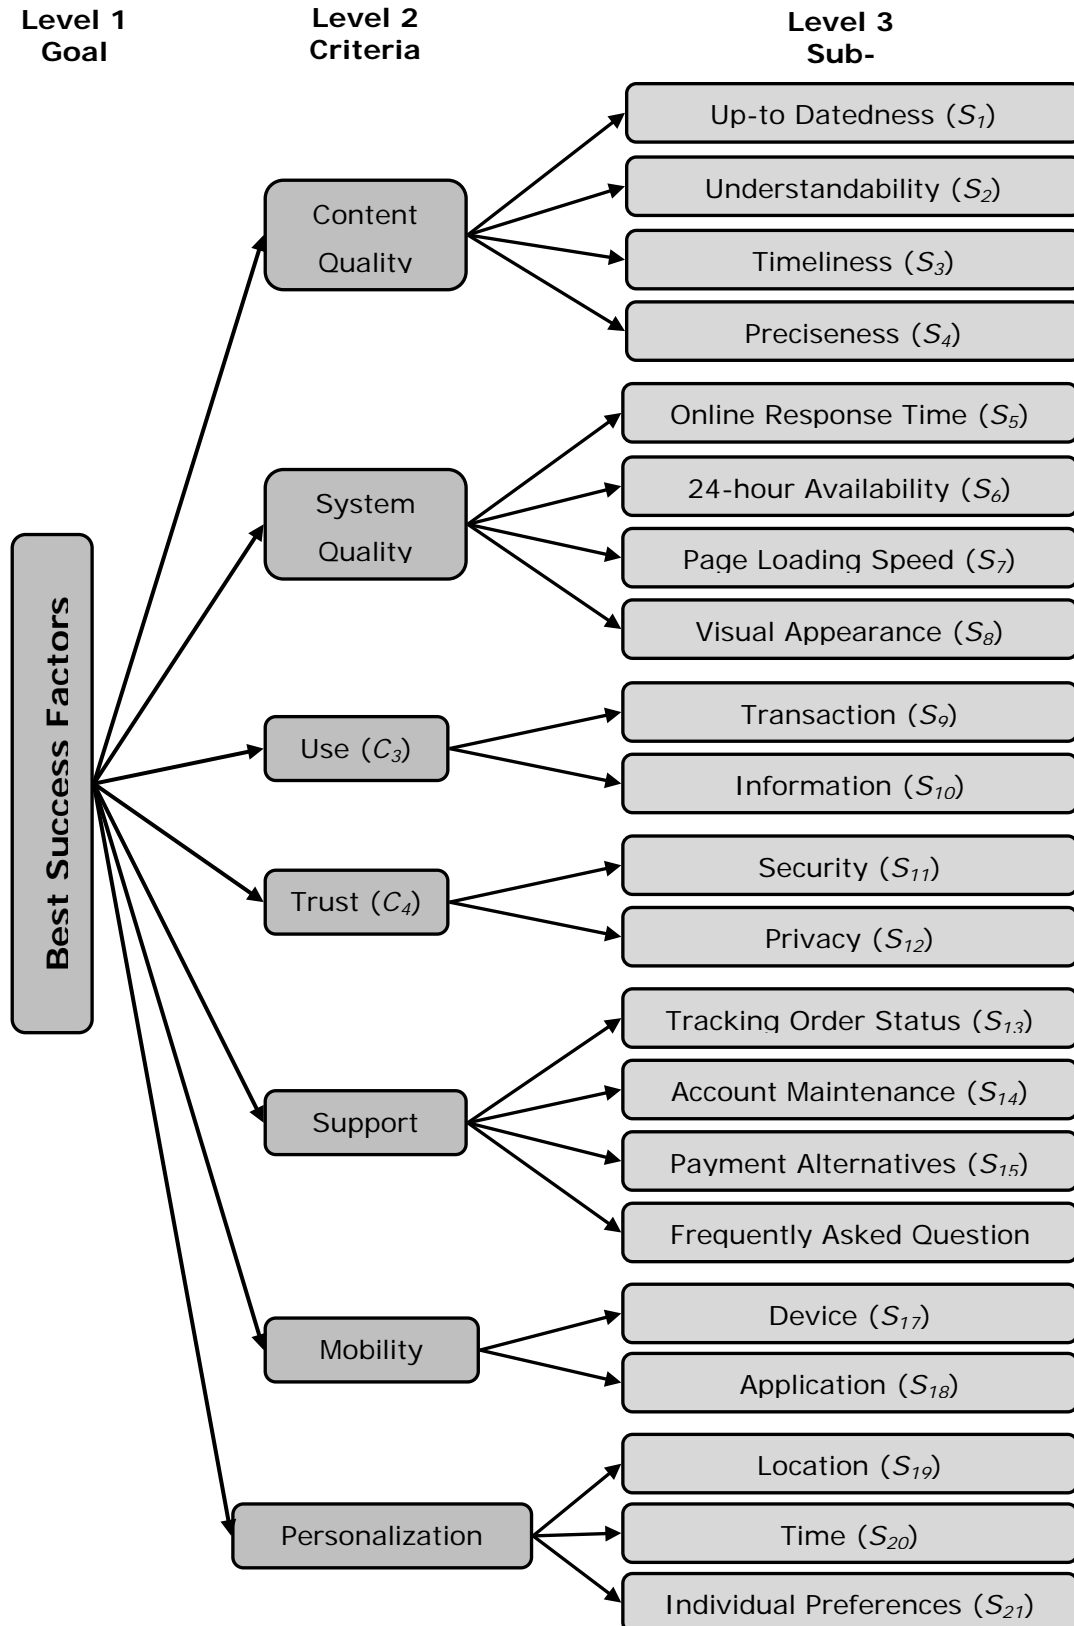 Level 1
Goal
Level 2
Criteria
Level 3
Sub-
Best Success Factors
Content
Quality
Up-to Datedness (S1)
Understandability (S2)
Timeliness (S3)
Preciseness (S4)
System
Quality
Online Response Time (S5)
24-hour Availability (S6)
Page Loading Speed (S7)
Visual Appearance (S8)
Use (C3)
Transaction (S9)
Information (S10)
Trust (C4)
Security (S11)
Privacy (S12)
Support
Tracking Order Status (S13)
Account Maintenance (S14)
Payment Alternatives (S15)
Frequently Asked Question
Mobility
Device (S17)
Application (S18)
Personalization
Location (S19)
Time (S20)
Individual Preferences (S21)